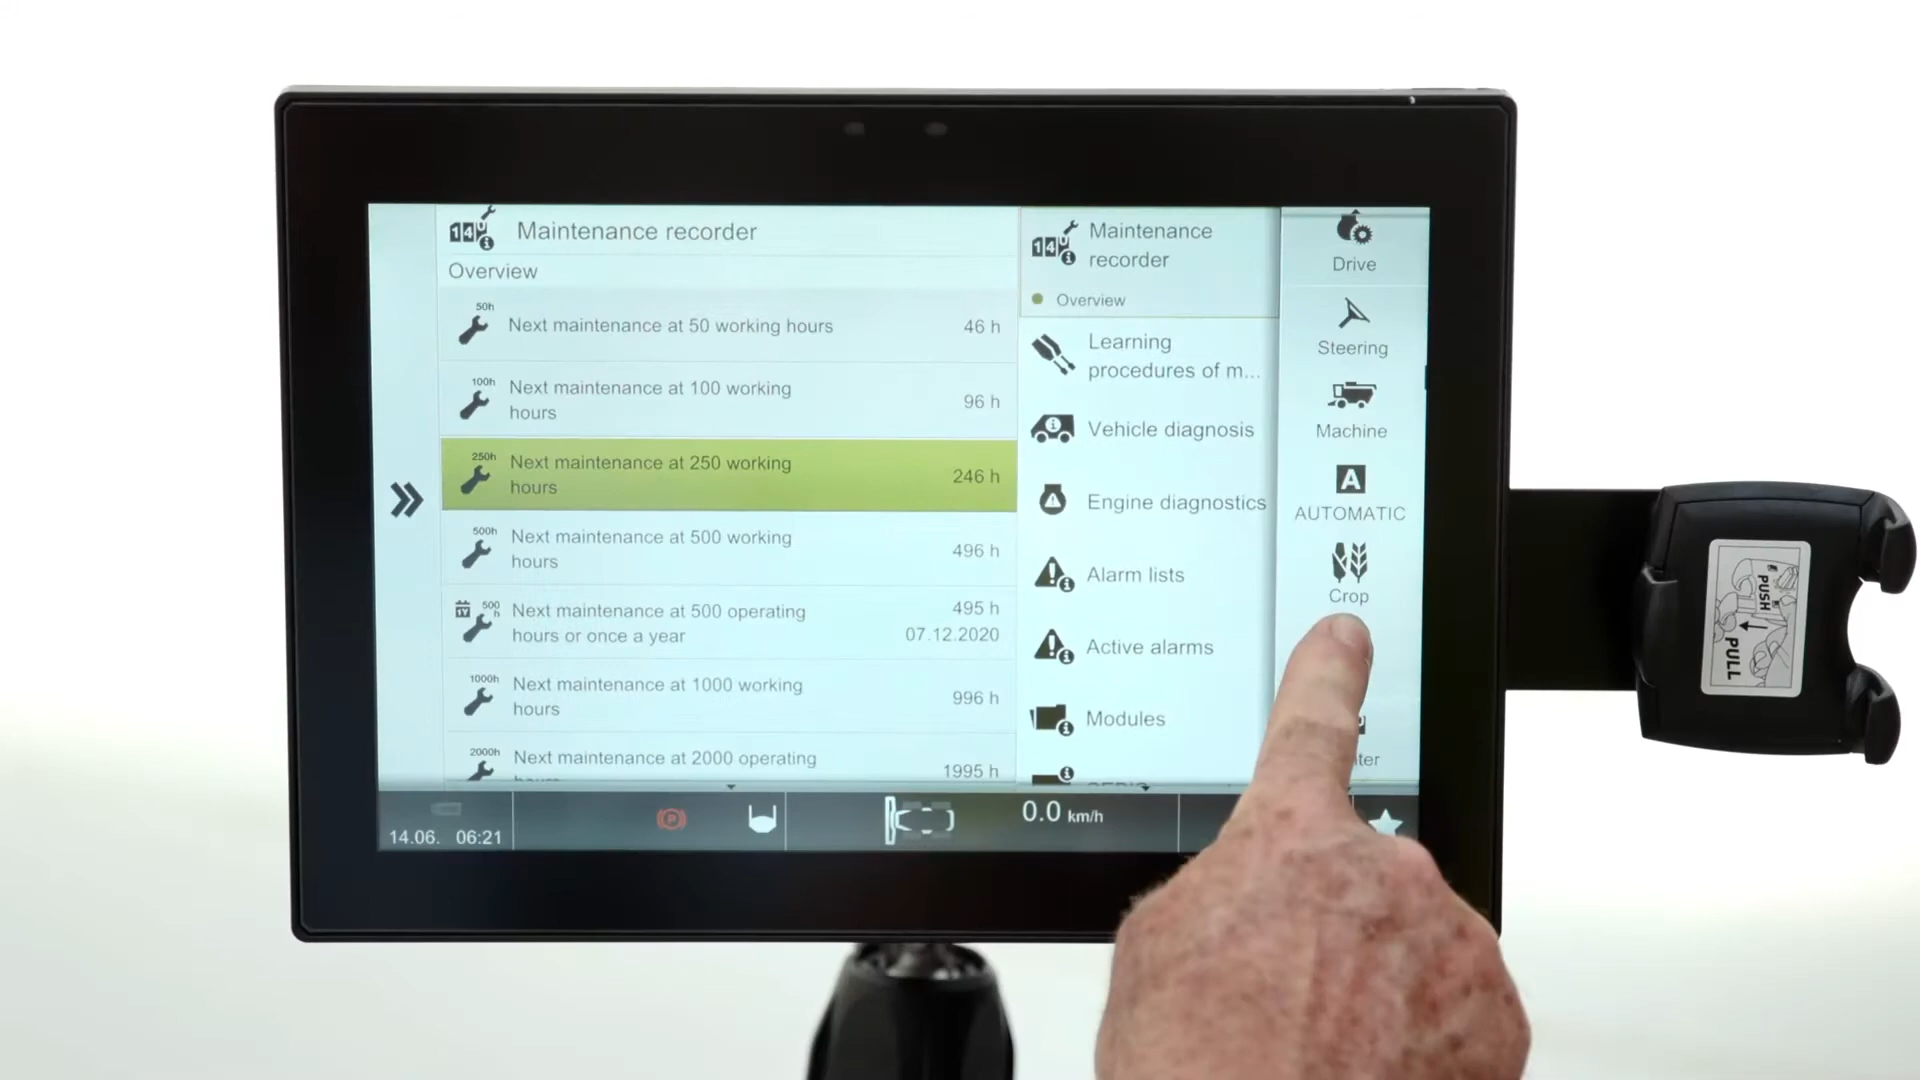 Maintenance recorder
Overview
50h
Next maintenance at 50 working hours
46 h
100h
Next maintenance at 100 working
hours
96 h
250h
Next maintenance at 250 working
hours
246 h
500h
Next maintenance at 500 working
hours
496 h
500
h
Next maintenance at 500 operating
hours or once a year
495 h
07.12.2020
1000h
Next maintenance at 1000 working
hours
996 h
2000h
Next maintenance at 2000 operating
hours
1995 h
Maintenance
recorder
Overview
Learning
procedures of m...
Vehicle diagnosis
Engine diagnostics
Alarm lists
Active alarms
Modules
Drive
Steering
Machine
A
AUTOMATIC
Crop
14.06. 06:21
P
0.0 km/h
PUSH
PULL